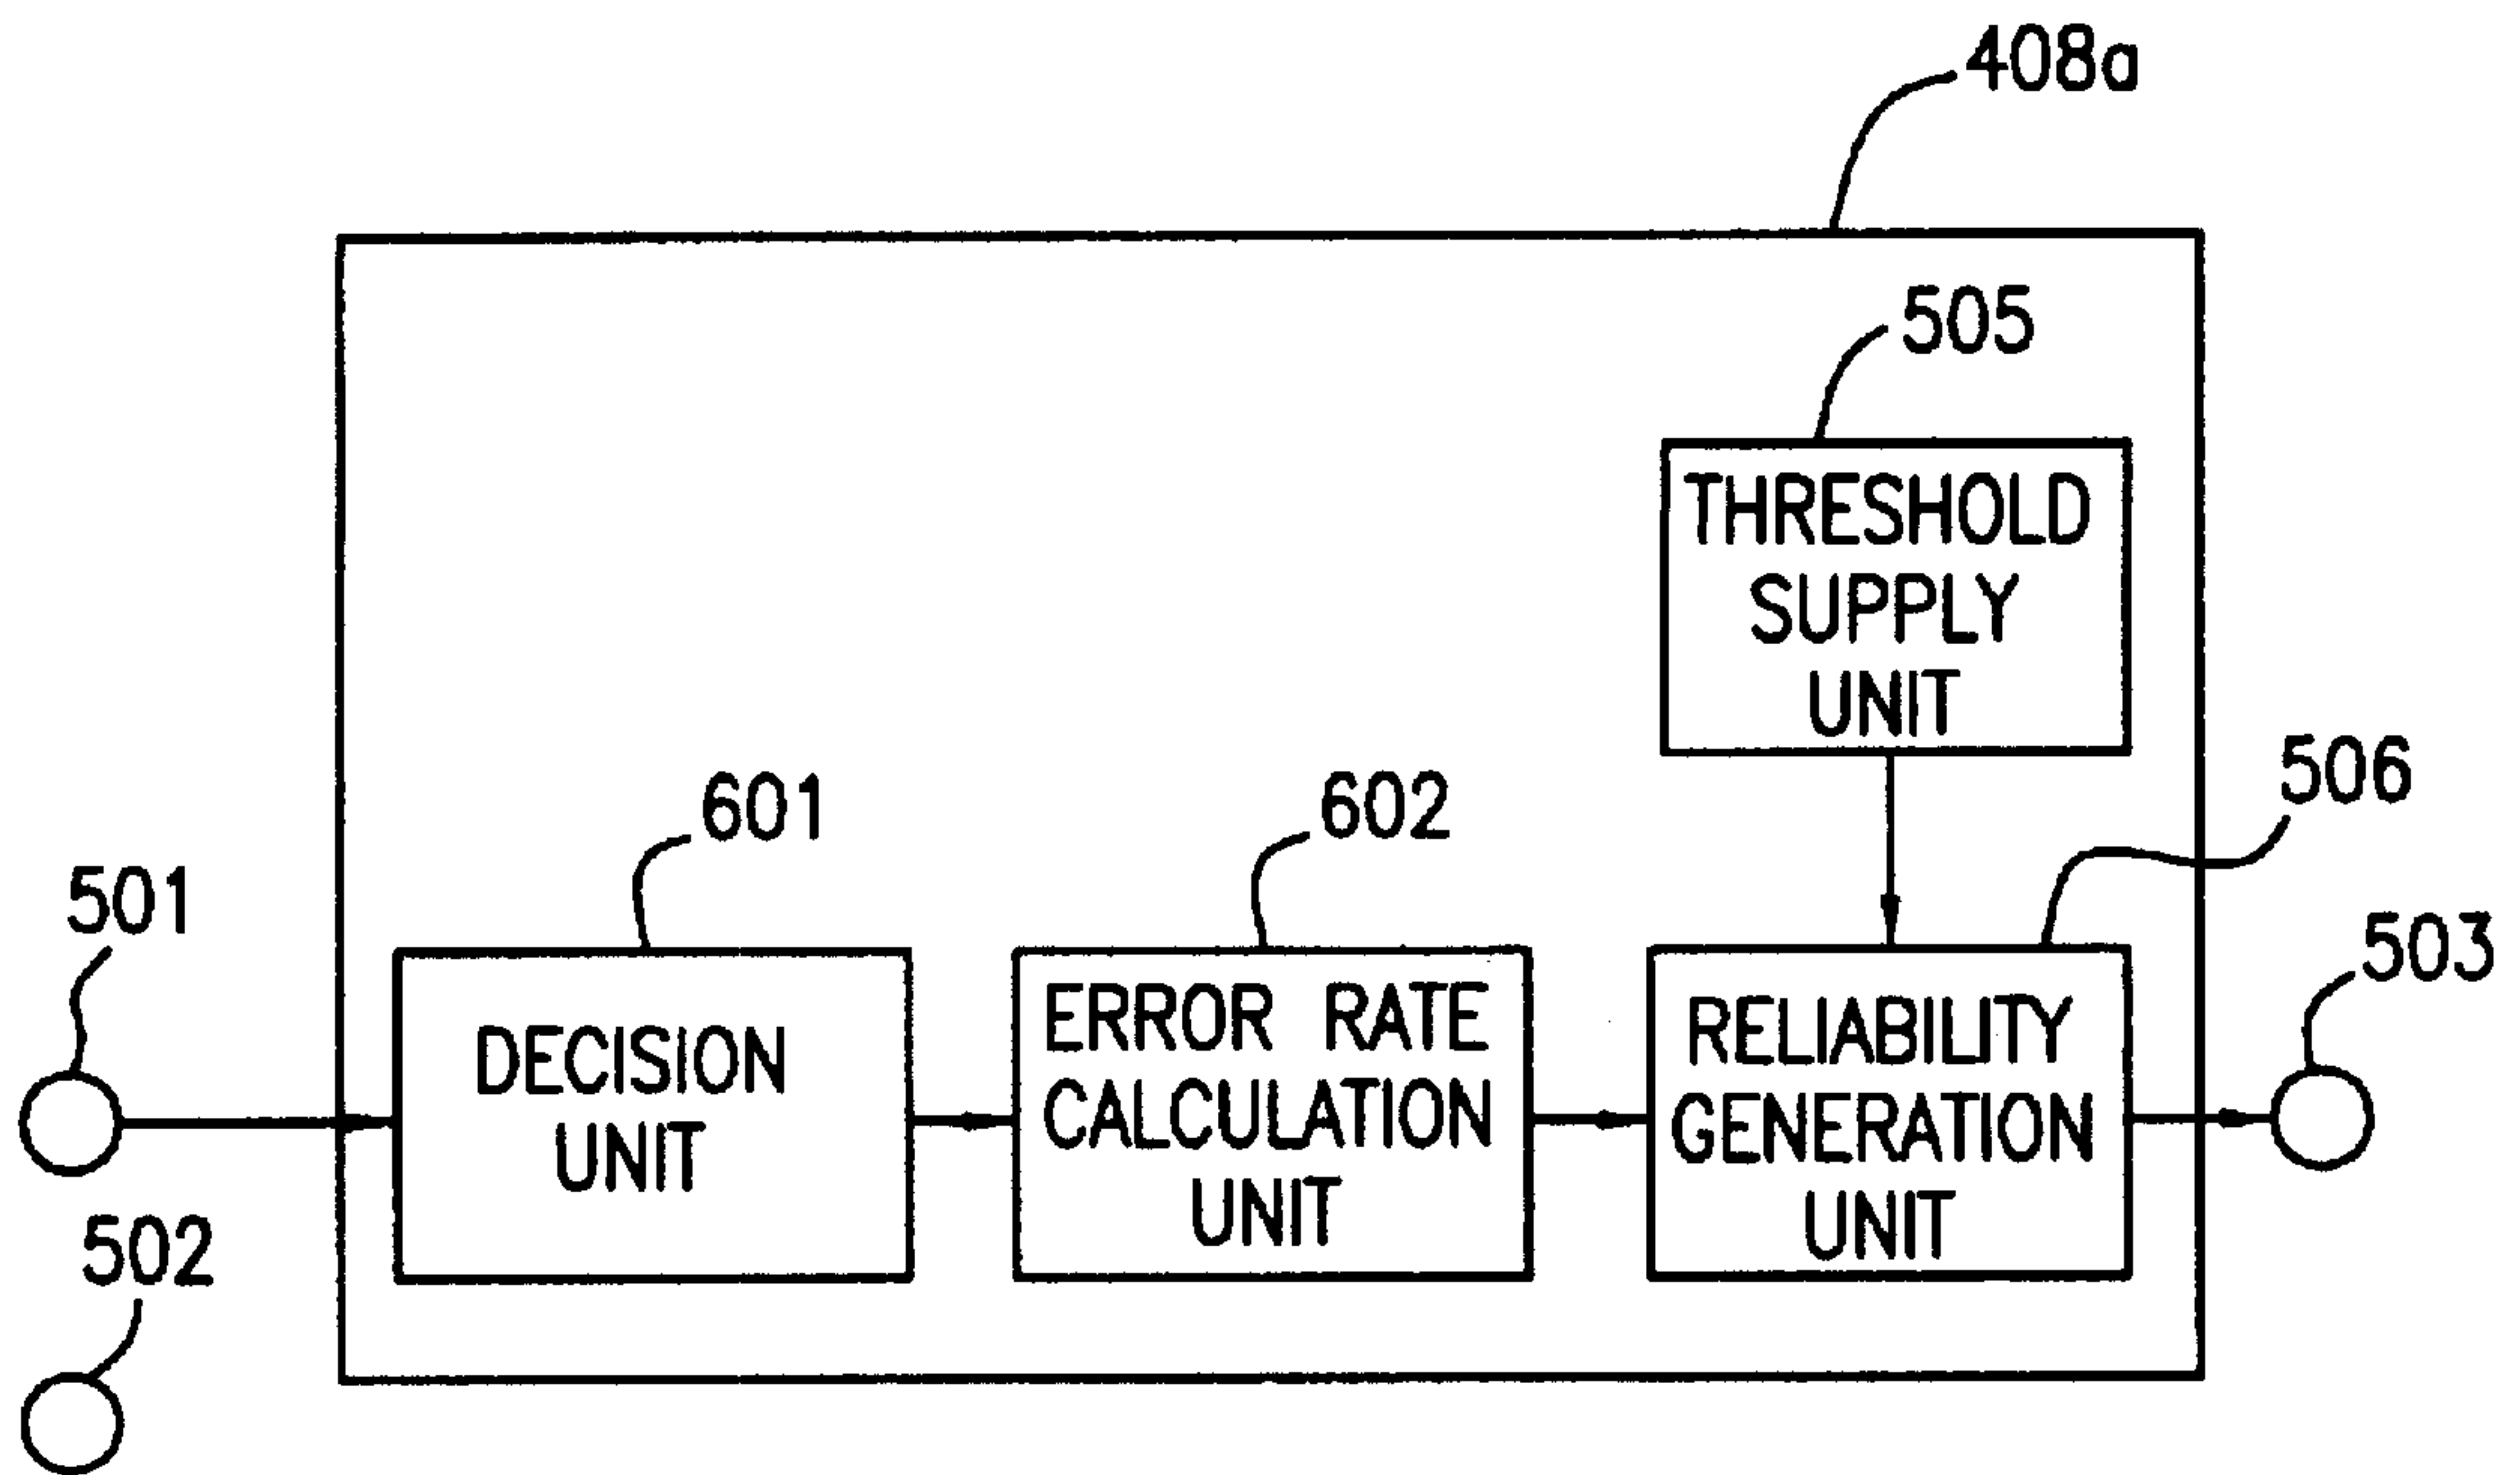 408a
505
THRESHOLD
SUPPLY
UNIT
506
601
602
501
503
DECISION
UNIT
ERROR RATE
CALCULATION
UNIT
RELIABILITY
GENERATION
UNIT
502